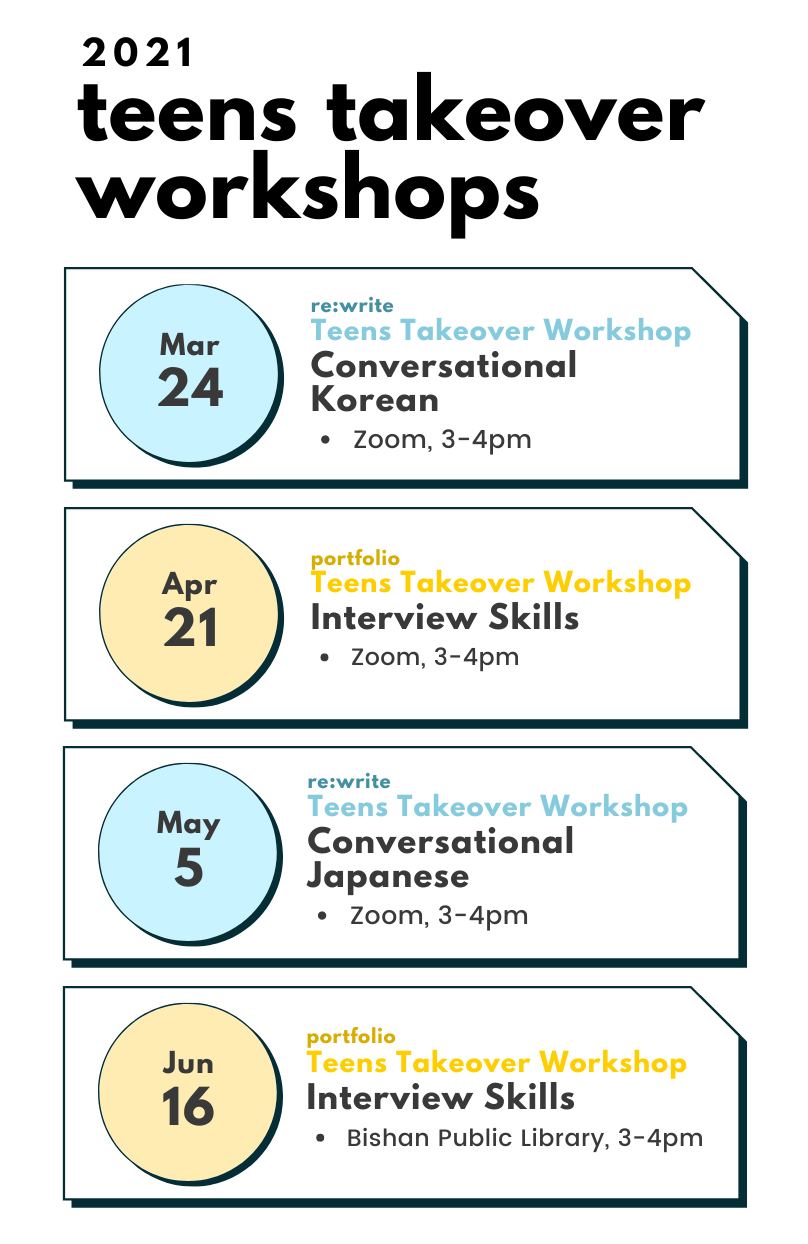 2021
teens takeover
workshops
Mar
24
re:write
Teens Takeover Workshop
Conversational
Korean
• Zoom, 3-4pm
Apr
21
portfolio
Teens Takeover Workshop
Interview Skills
• Zoom, 3-4pm
May
5
re:write
Teens Takeover Workshop
Conversational
Japanese
• Zoom, 3-4pm
Jun
16
portfolio
Teens Takeover Workshop
Interview Skills
• Bishan Public Library, 3-4pm